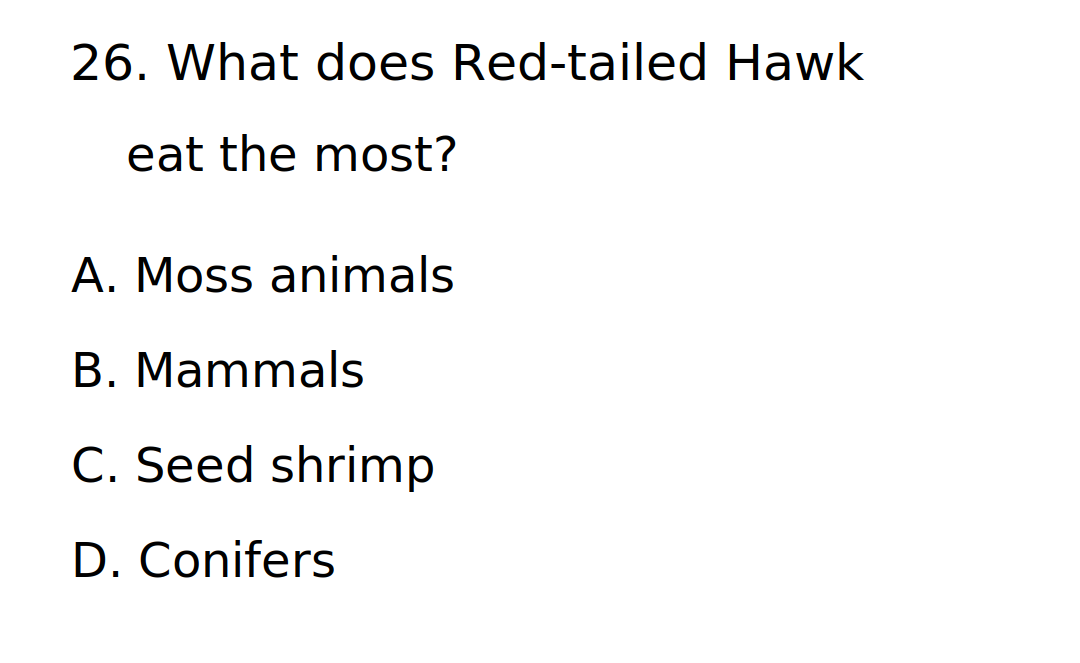 26. What does Red-tailed Hawk
eat the most?
A. Moss animals
B. Mammals
C. Seed shrimp
D. Conifers